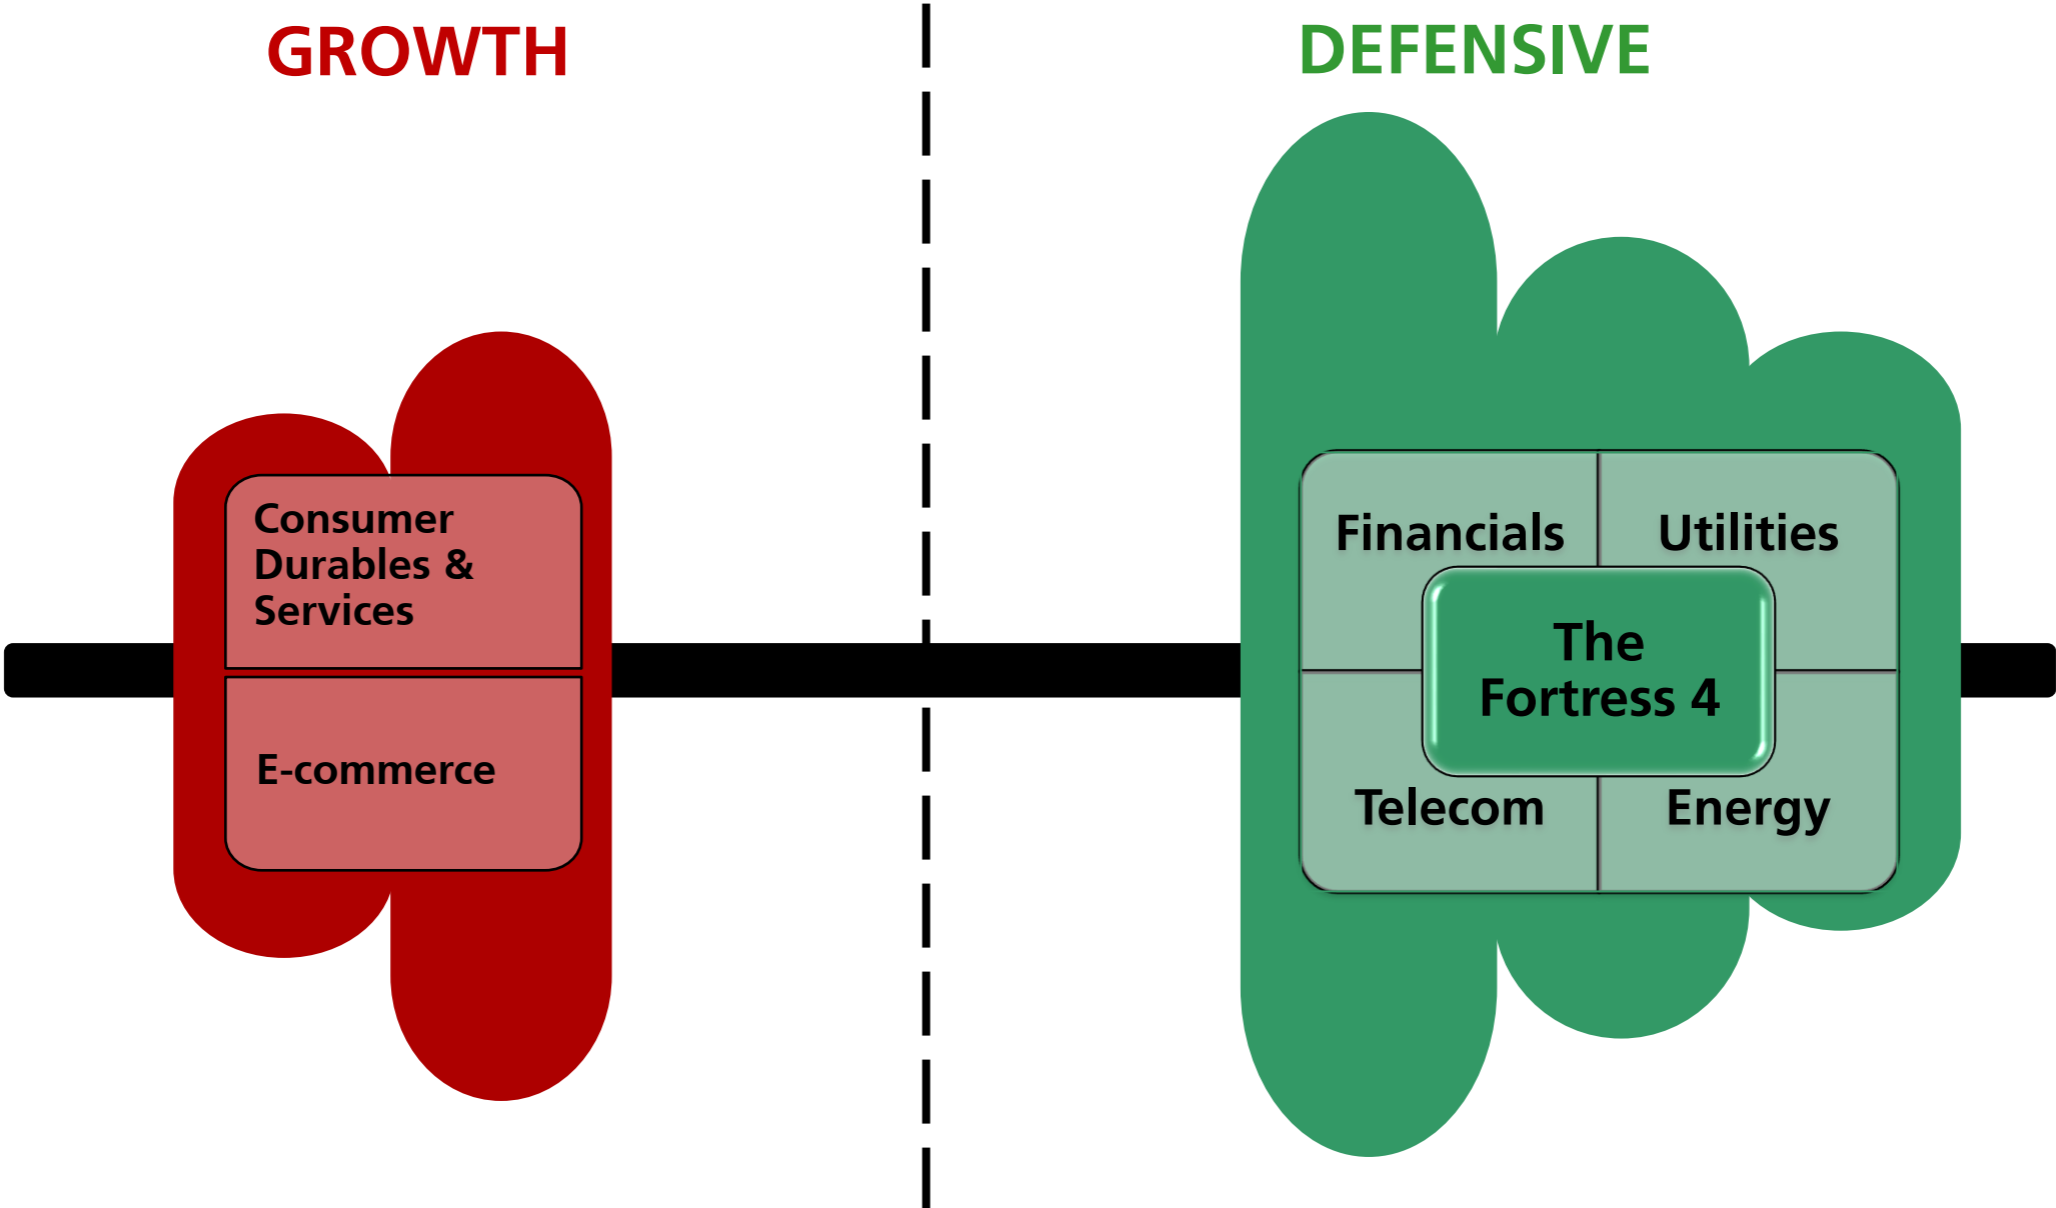 GROWTH
DEFENSIVE
Consumer
Durables &
Services
E-commerce
Financials
Utilities
The
Fortress 4
Telecom
Energy